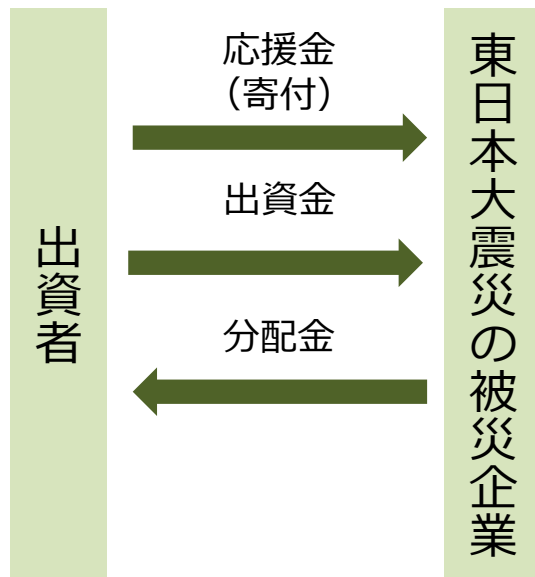 出資者
応援金
（寄付）
出資金
分配金
東日本大震災の被災企業